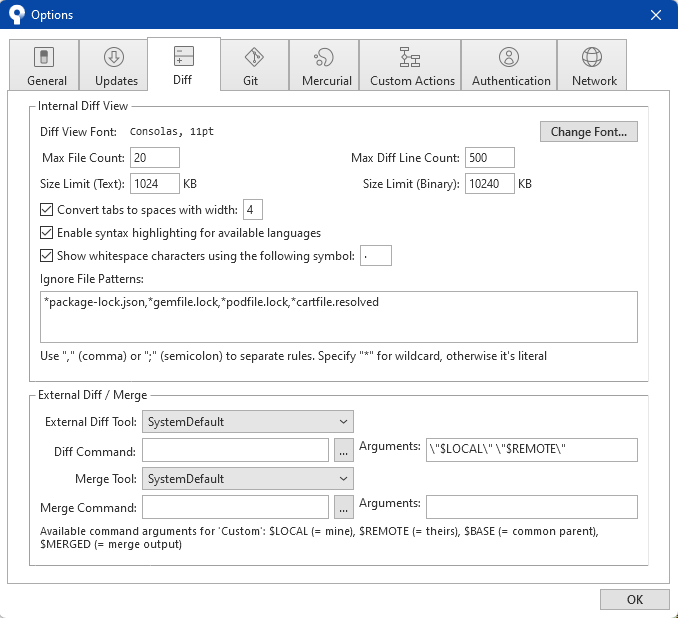 Options
General
Updates
Diff
Git
Mercurial
Custom Actions
Authentication
Network
Internal Diff View
Diff View Font: Consolas, 11pt
Change Font...
Max File Count: 20
Max Diff Line Count: 500
Size Limit (Text): 1024 KB
Size Limit (Binary): 10240 KB
Convert tabs to spaces with width: 4
Enable syntax highlighting for available languages
Show whitespace characters using the following symbol: .
Ignore File Patterns:
*package-lock.json,*gemfile.lock,*podfile.lock,*cartfile.resolved
Use "," (comma) or ";" (semicolon) to separate rules. Specify "*" for wildcard, otherwise it's literal
External Diff / Merge
External Diff Tool: SystemDefault
Diff Command: ... Arguments: \"$LOCAL\" \"$REMOTE\"
Merge Tool: SystemDefault
Merge Command: ... Arguments:
Available command arguments for 'Custom': $LOCAL (= mine), $REMOTE (= theirs), $BASE (= common parent),
$MERGED (= merge output)
OK